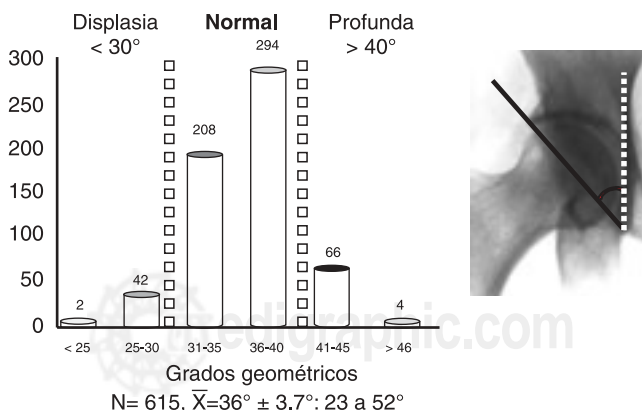 Displasia Normal Profunda
< 30° > 40°
300
250
200
150
100
50
0
2
42
208
294
66
4
< 25 25-30 31-35 36-40 41-45 > 46
Grados geométricos
N= 615, X̅=36° ± 3.7°: 23 a 52°
medigraphic.com